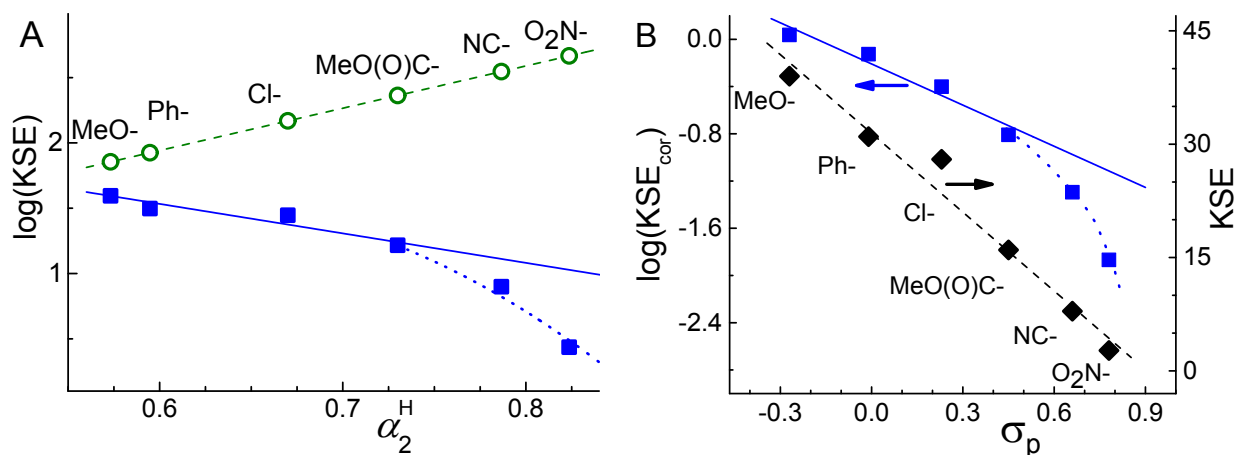 A
MeO-
Ph-
Cl-
MeO(O)C-
NC-
O₂N-
log(KSE)
2
1
0.6
0.7
0.8
α₂ᴴ
B
log(KSE_cor)
0.0
-0.8
-1.6
-2.4
MeO-
Ph-
Cl-
MeO(O)C-
NC-
O₂N-
45
30
15
0
KSE
-0.3
0.0
0.3
0.6
0.9
σₚ